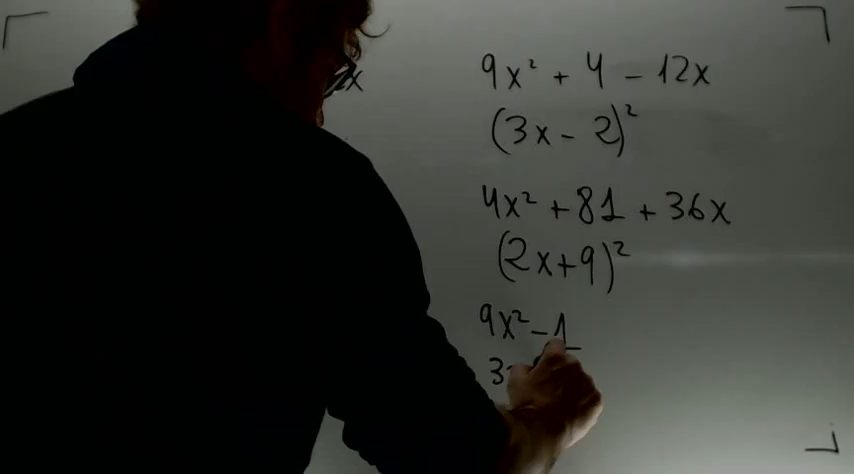 x
9x² + 4 - 12x
(3x - 2)²
4x² + 81 + 36x
(2x+9)²
9x² - 1
3